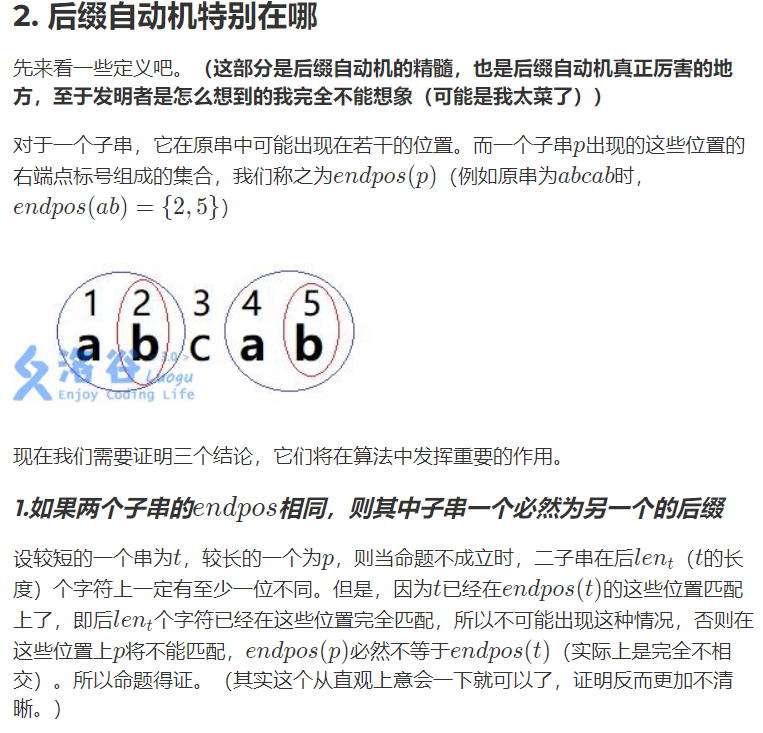 2. 后缀自动机特别在哪
先来看一些定义吧。（这部分是后缀自动机的精髓，也是后缀自动机真正厉害的地
方，至于发明者是怎么想到的我完全不能想象（可能是我太菜了））
对于一个子串，它在原串中可能出现在若干的位置。而一个子串p出现的这些位置的
右端点标号组成的集合，我们称之为endpos(p)（例如原串为abcab时，
endpos(ab) = {2, 5}）
1 2 3 4 5
a b c a b
洛谷 3.0 >
Luogu
Enjoy Coding Life
现在我们需要证明三个结论，它们将在算法中发挥重要的作用。
1.如果两个子串的endpos相同，则其中子串一个必然为另一个的后缀
设较短的一个串为t，较长的一个为p，则当命题不成立时，二子串在后len_t（t的长
度）个字符上一定有至少一位不同。但是，因为t已经在endpos(t)的这些位置匹配
上了，即后len_t个字符已经在这些位置完全匹配，所以不可能出现这种情况，否则在
这些位置上p将不能匹配，endpos(p)必然不等于endpos(t)（实际上是完全不相
交）。所以命题得证。（其实这个从直观上意会一下就可以了，证明反而更加不清
晰。）